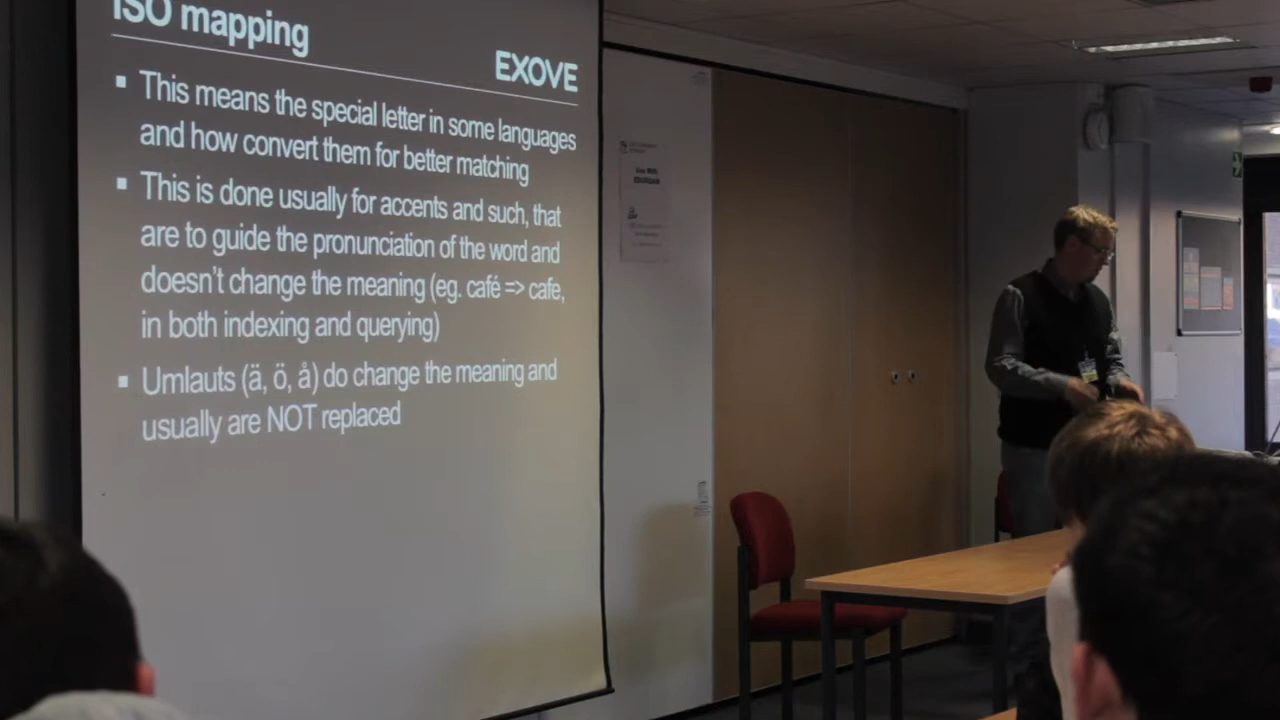 ISO mapping
EXOVE
▪ This means the special letter in some languages
and how convert them for better matching
▪ This is done usually for accents and such, that
are to guide the pronunciation of the word and
doesn't change the meaning (eg. café => cafe,
in both indexing and querying)
▪ Umlauts (ä, ö, å) do change the meaning and
usually are NOT replaced